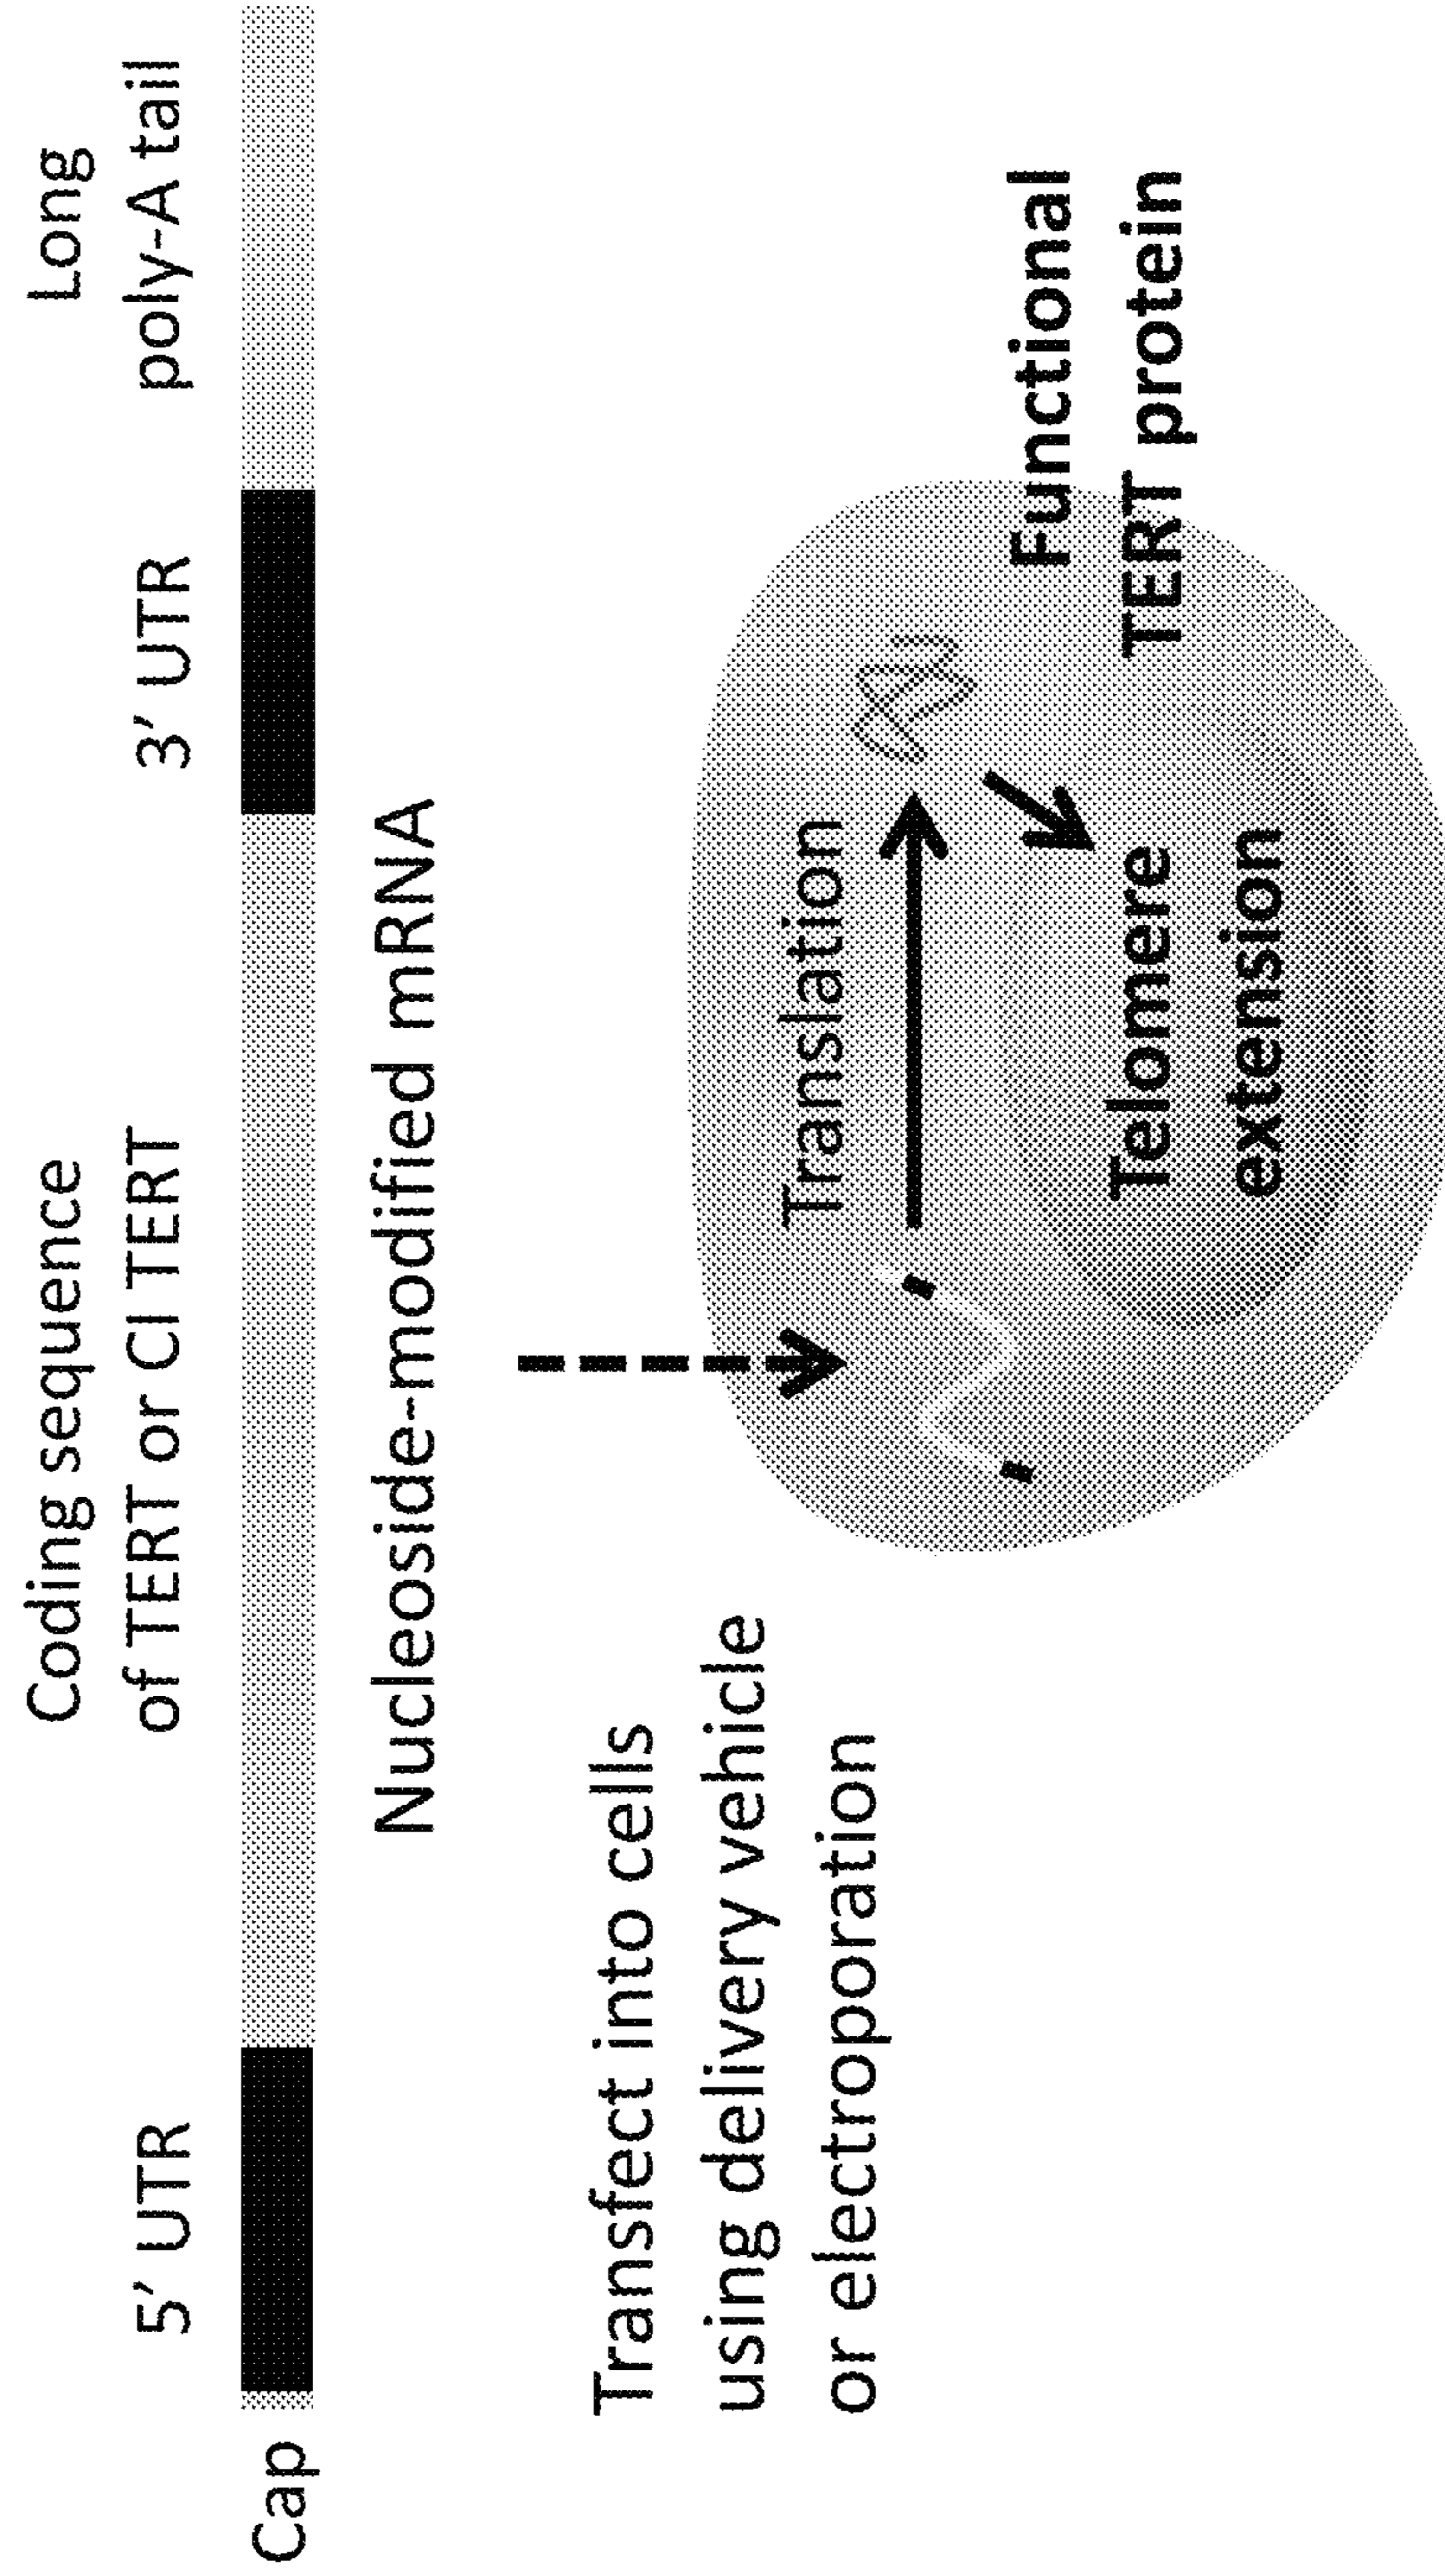 Coding sequence
of TERT or CI TERT
Long
poly-A tail
5’ UTR
3’ UTR
Cap
Nucleoside-modified mRNA
Transfect into cells
using delivery vehicle
or electroporation
Translation
Functional
TERT protein
Telomere
extension